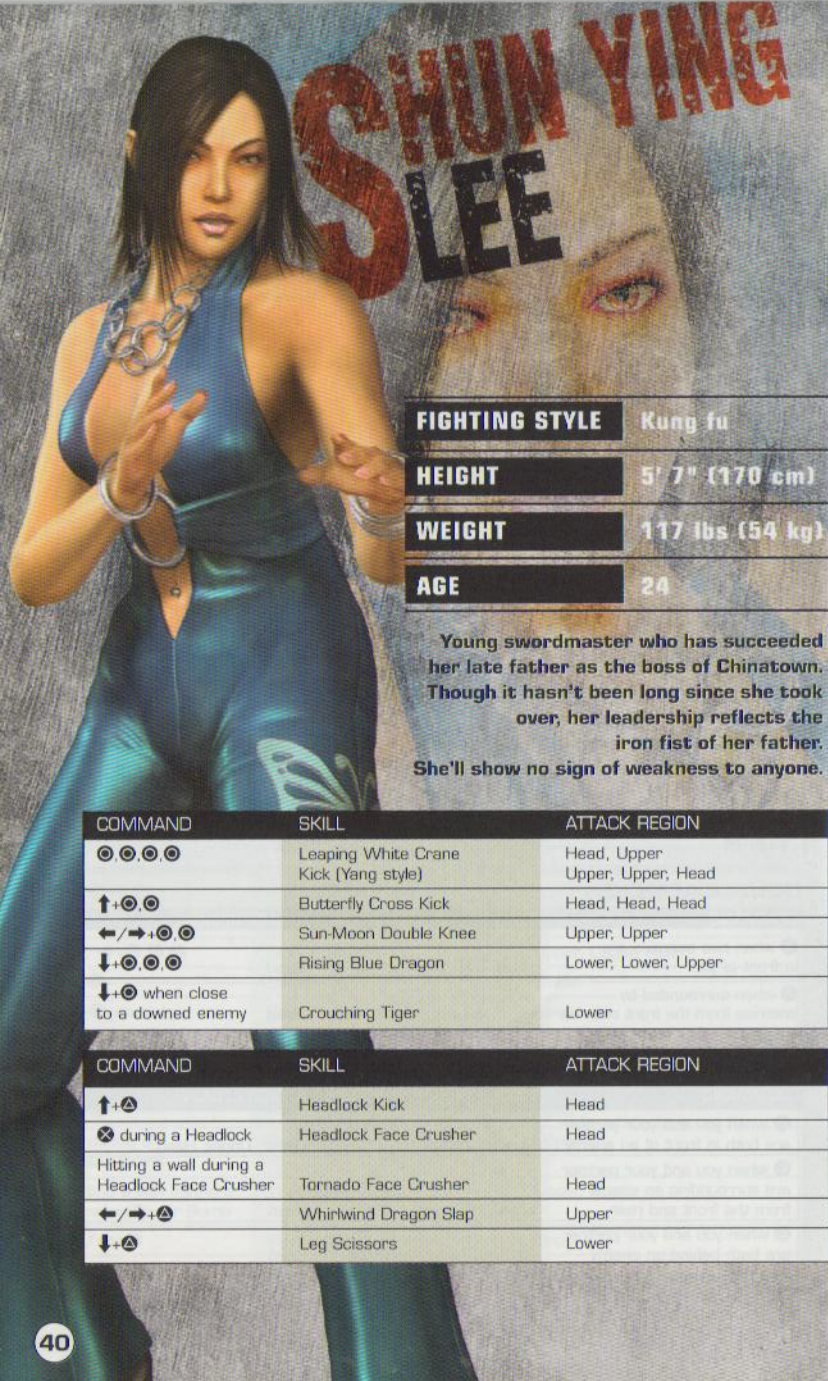 SHUN YING
LEE
FIGHTING STYLE Kung fu
HEIGHT 5' 7" (170 cm)
WEIGHT 117 lbs (54 kg)
AGE 24
Young swordmaster who has succeeded
her late father as the boss of Chinatown.
Though it hasn't been long since she took
over, her leadership reflects the
iron fist of her father.
She'll show no sign of weakness to anyone.
COMMAND SKILL ATTACK REGION
◎,◎,◎,◎ Leaping White Crane Head, Upper
Kick (Yang style) Upper, Upper, Head
↑+◎,◎ Butterfly Cross Kick Head, Head, Head
←/→+◎,◎ Sun-Moon Double Knee Upper, Upper
↓+◎,◎,◎ Rising Blue Dragon Lower, Lower, Upper
↓+◎ when close
to a downed enemy Crouching Tiger Lower
COMMAND SKILL ATTACK REGION
↑+△ Headlock Kick Head
⊗ during a Headlock Headlock Face Crusher Head
Hitting a wall during a
Headlock Face Crusher Tornado Face Crusher Head
←/→+△ Whirlwind Dragon Slap Upper
↓+△ Leg Scissors Lower
40